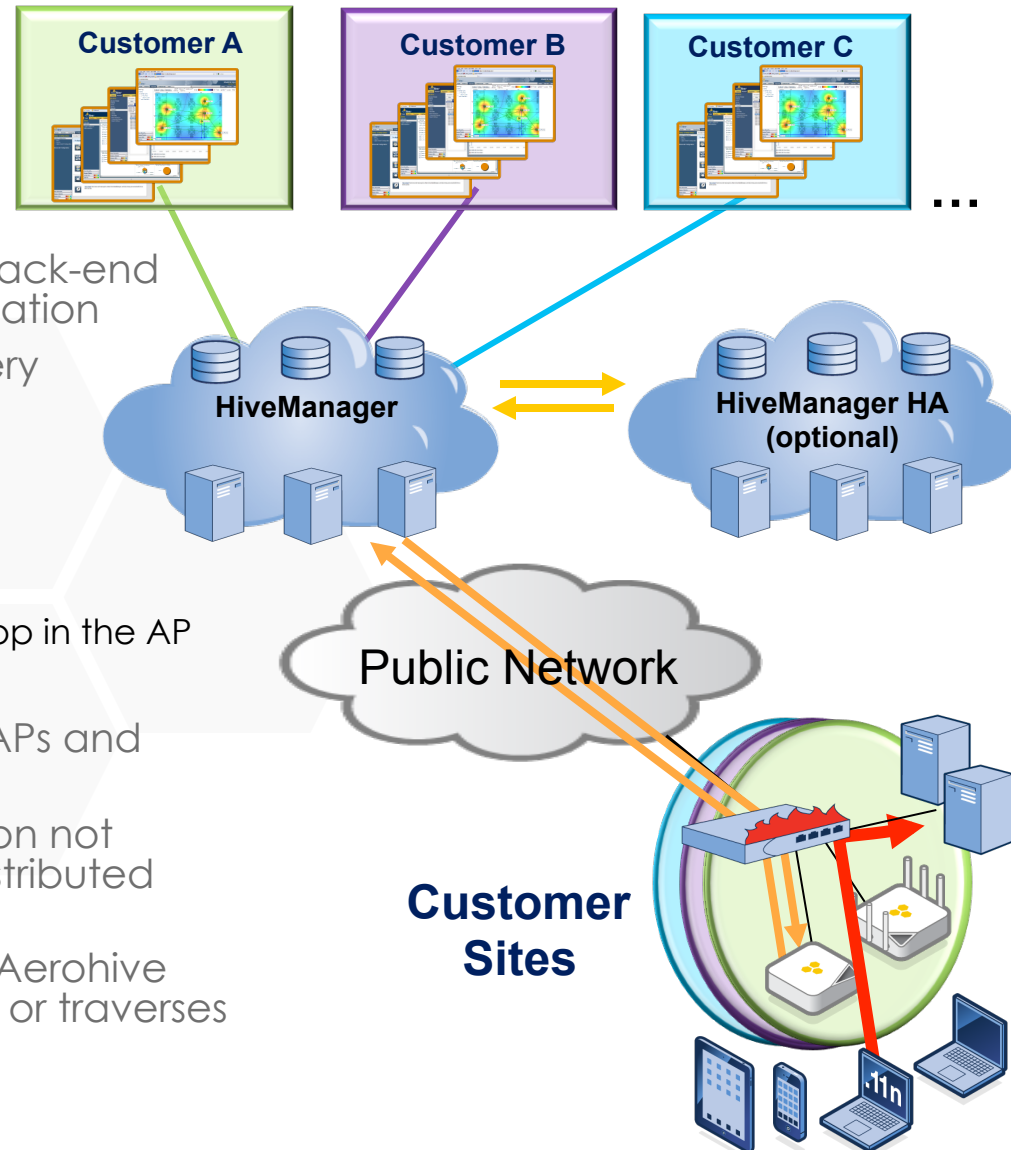 Customer A
Customer B
Customer C
...
ack-end
ation
ery
HiveManager
HiveManager HA
(optional)
op in the AP
Public Network
APs and
on not
stributed
Customer
Sites
Aerohive
or traverses
.11n